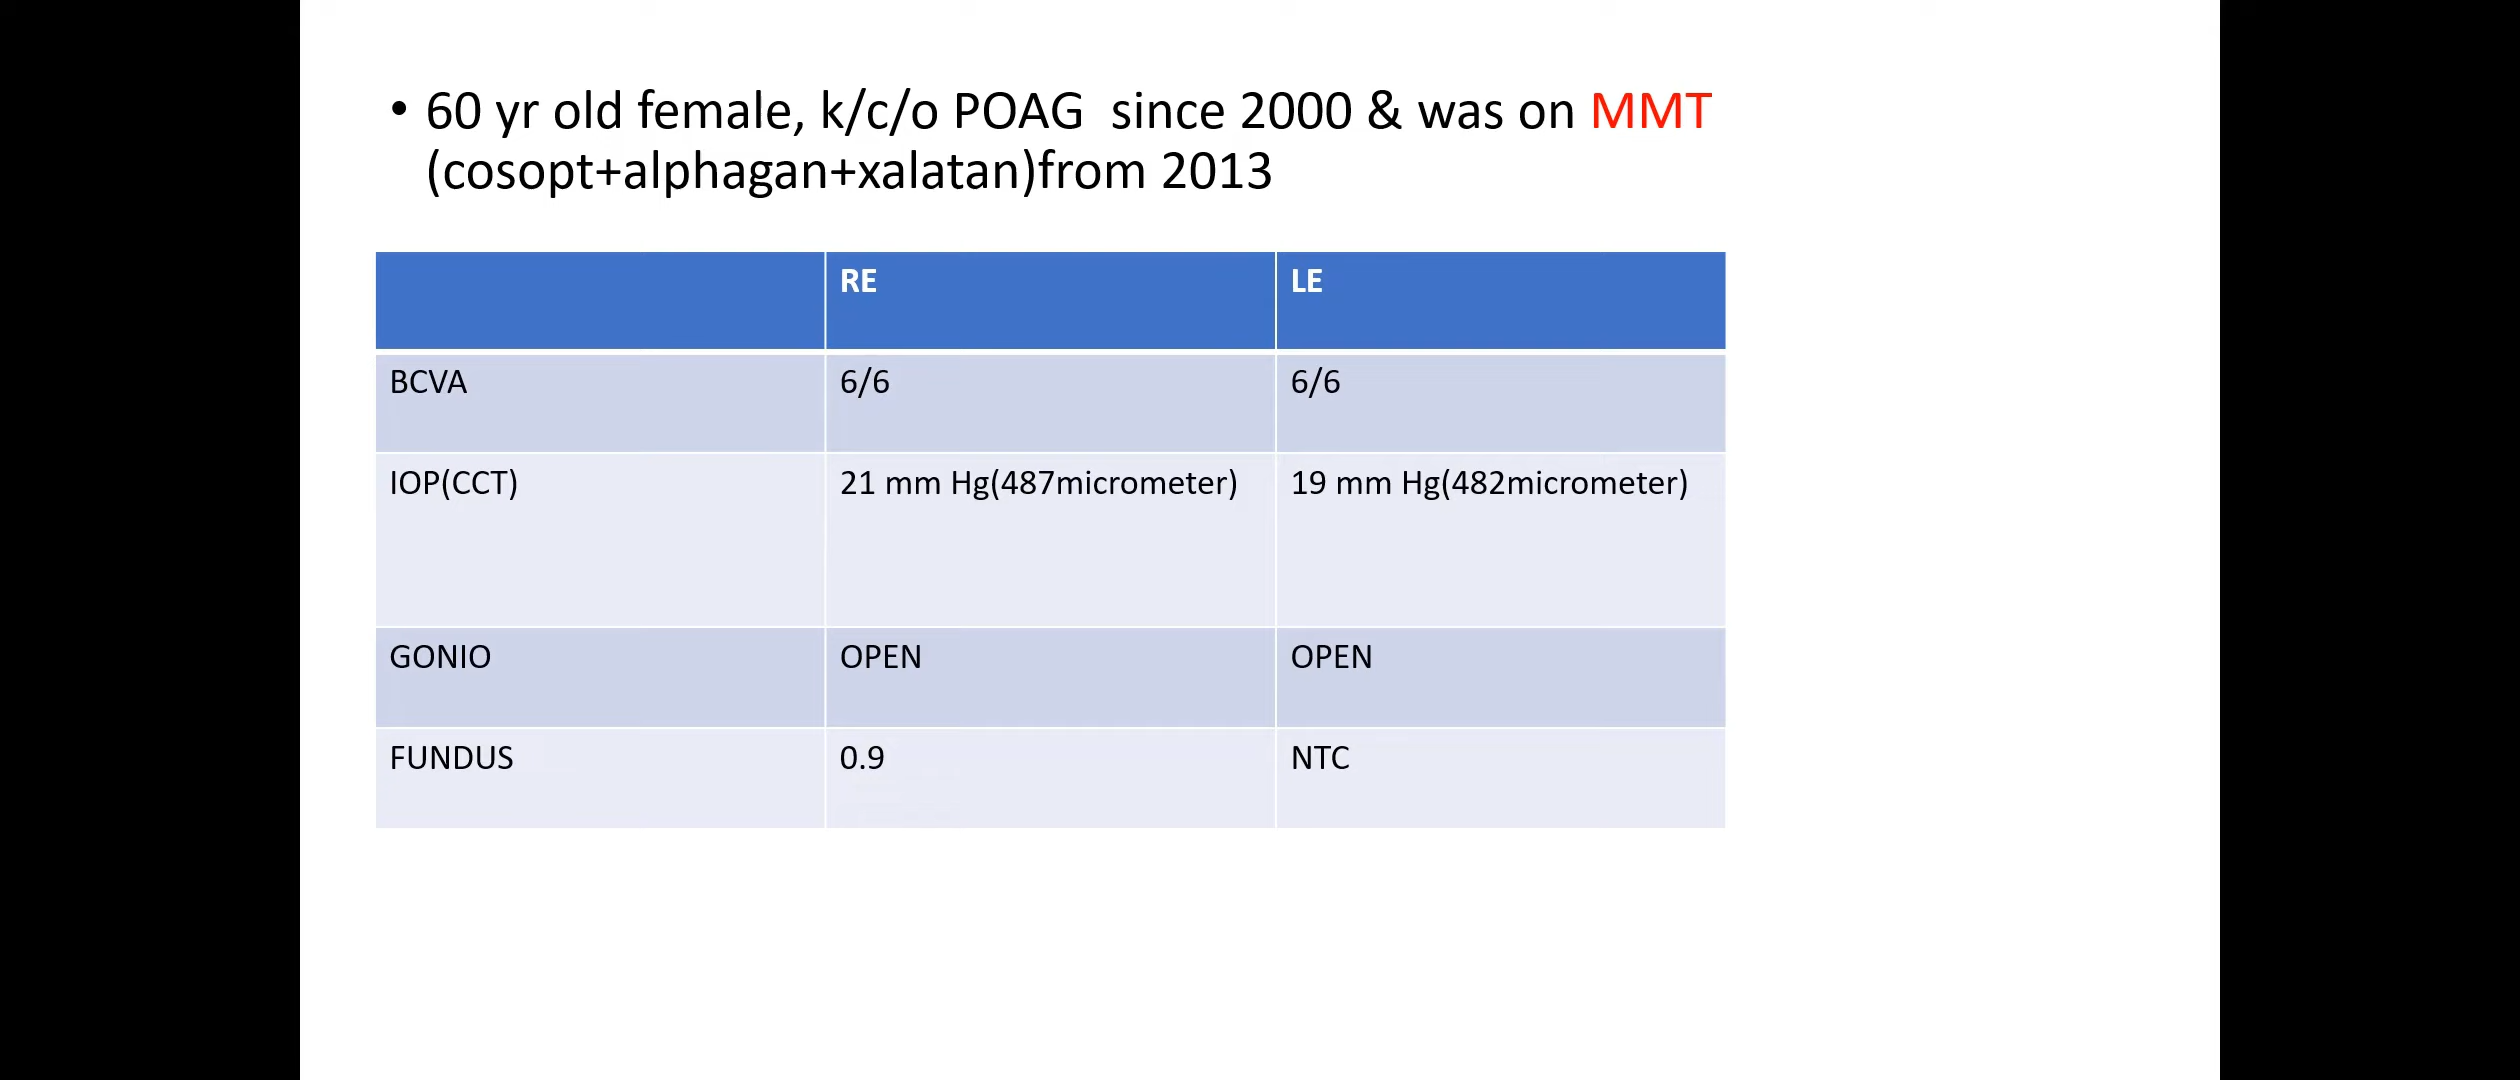 • 60 yr old female, k/c/o POAG  since 2000 & was on MMT
(cosopt+alphagan+xalatan)from 2013
RE LE
BCVA 6/6 6/6
IOP(CCT) 21 mm Hg(487micrometer) 19 mm Hg(482micrometer)
GONIO OPEN OPEN
FUNDUS 0.9 NTC